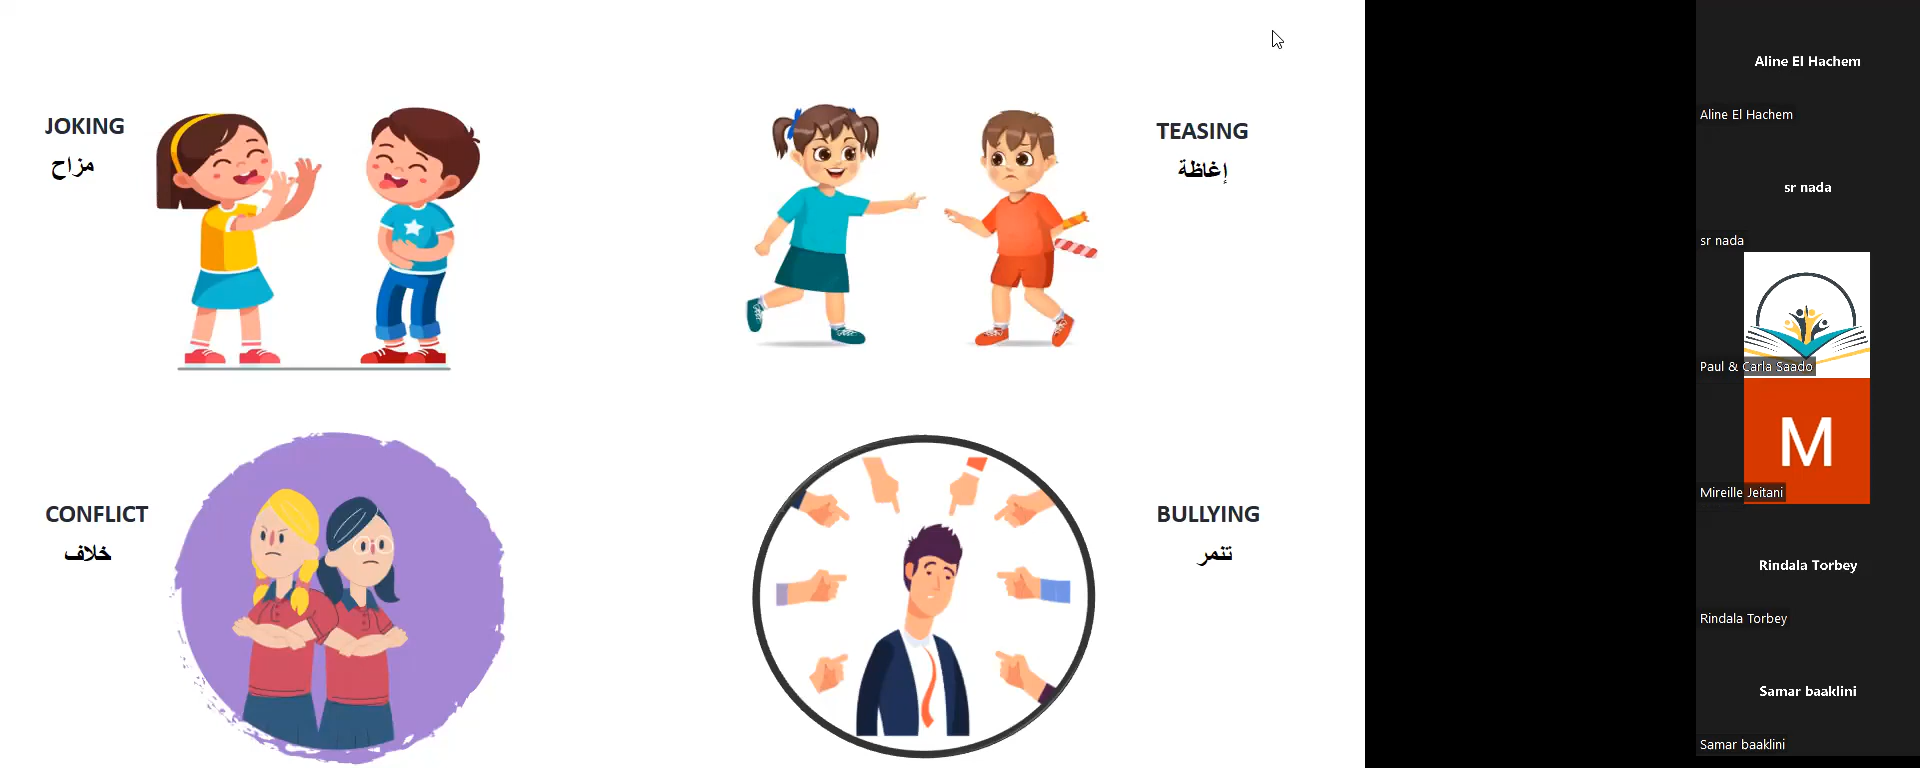 JOKING
مزاح
TEASING
إغاظة
CONFLICT
خلاف
BULLYING
تنمر
Aline El Hachem
Aline El Hachem
sr nada
sr nada
Paul & Carla Saado
M
Mireille Jeitani
Rindala Torbey
Rindala Torbey
Samar baaklini
Samar baaklini